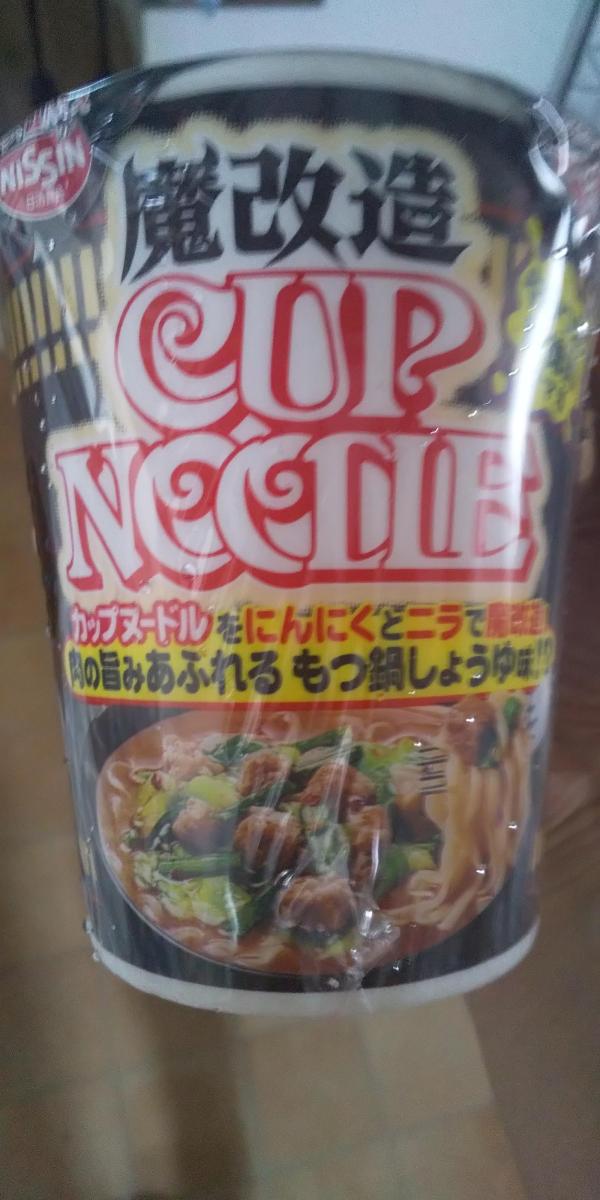 NISSIN
魔改造
CUP
NOODLE
カップヌードルをにんにくとニラで魔改造
肉の旨みあふれる もつ鍋しょうゆ味!!